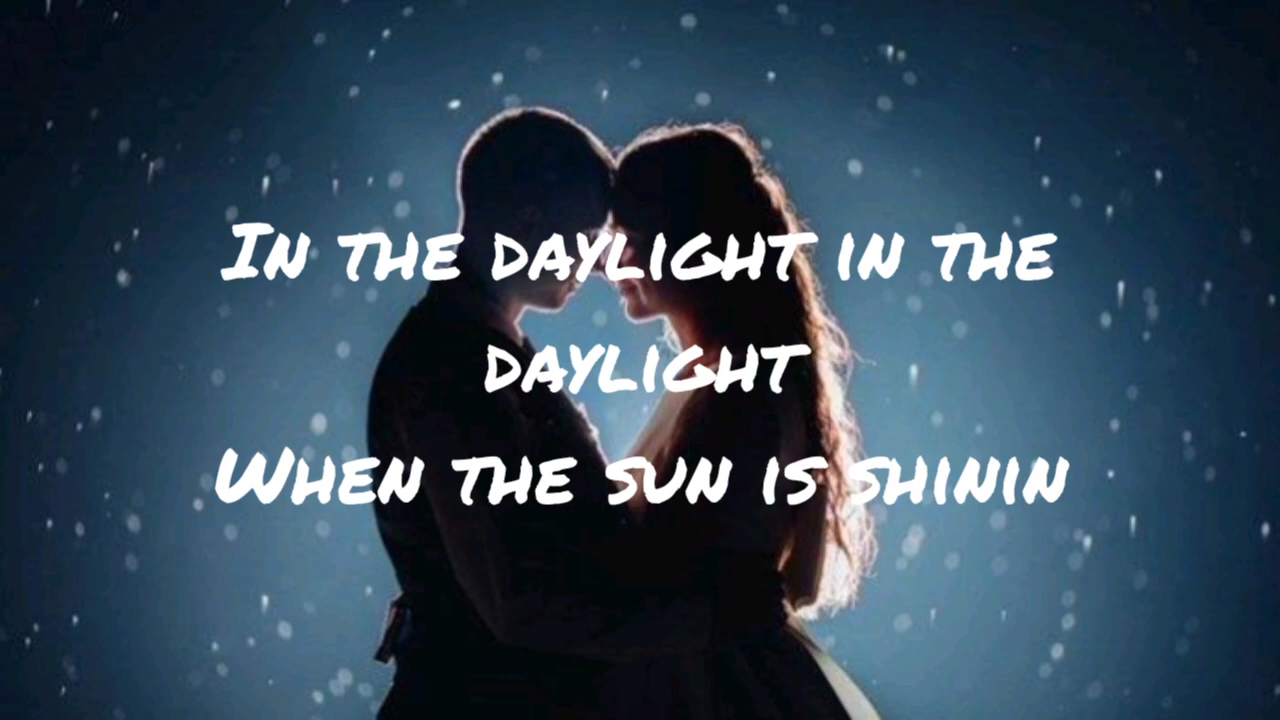 In the daylight in the
daylight
When the sun is shinin